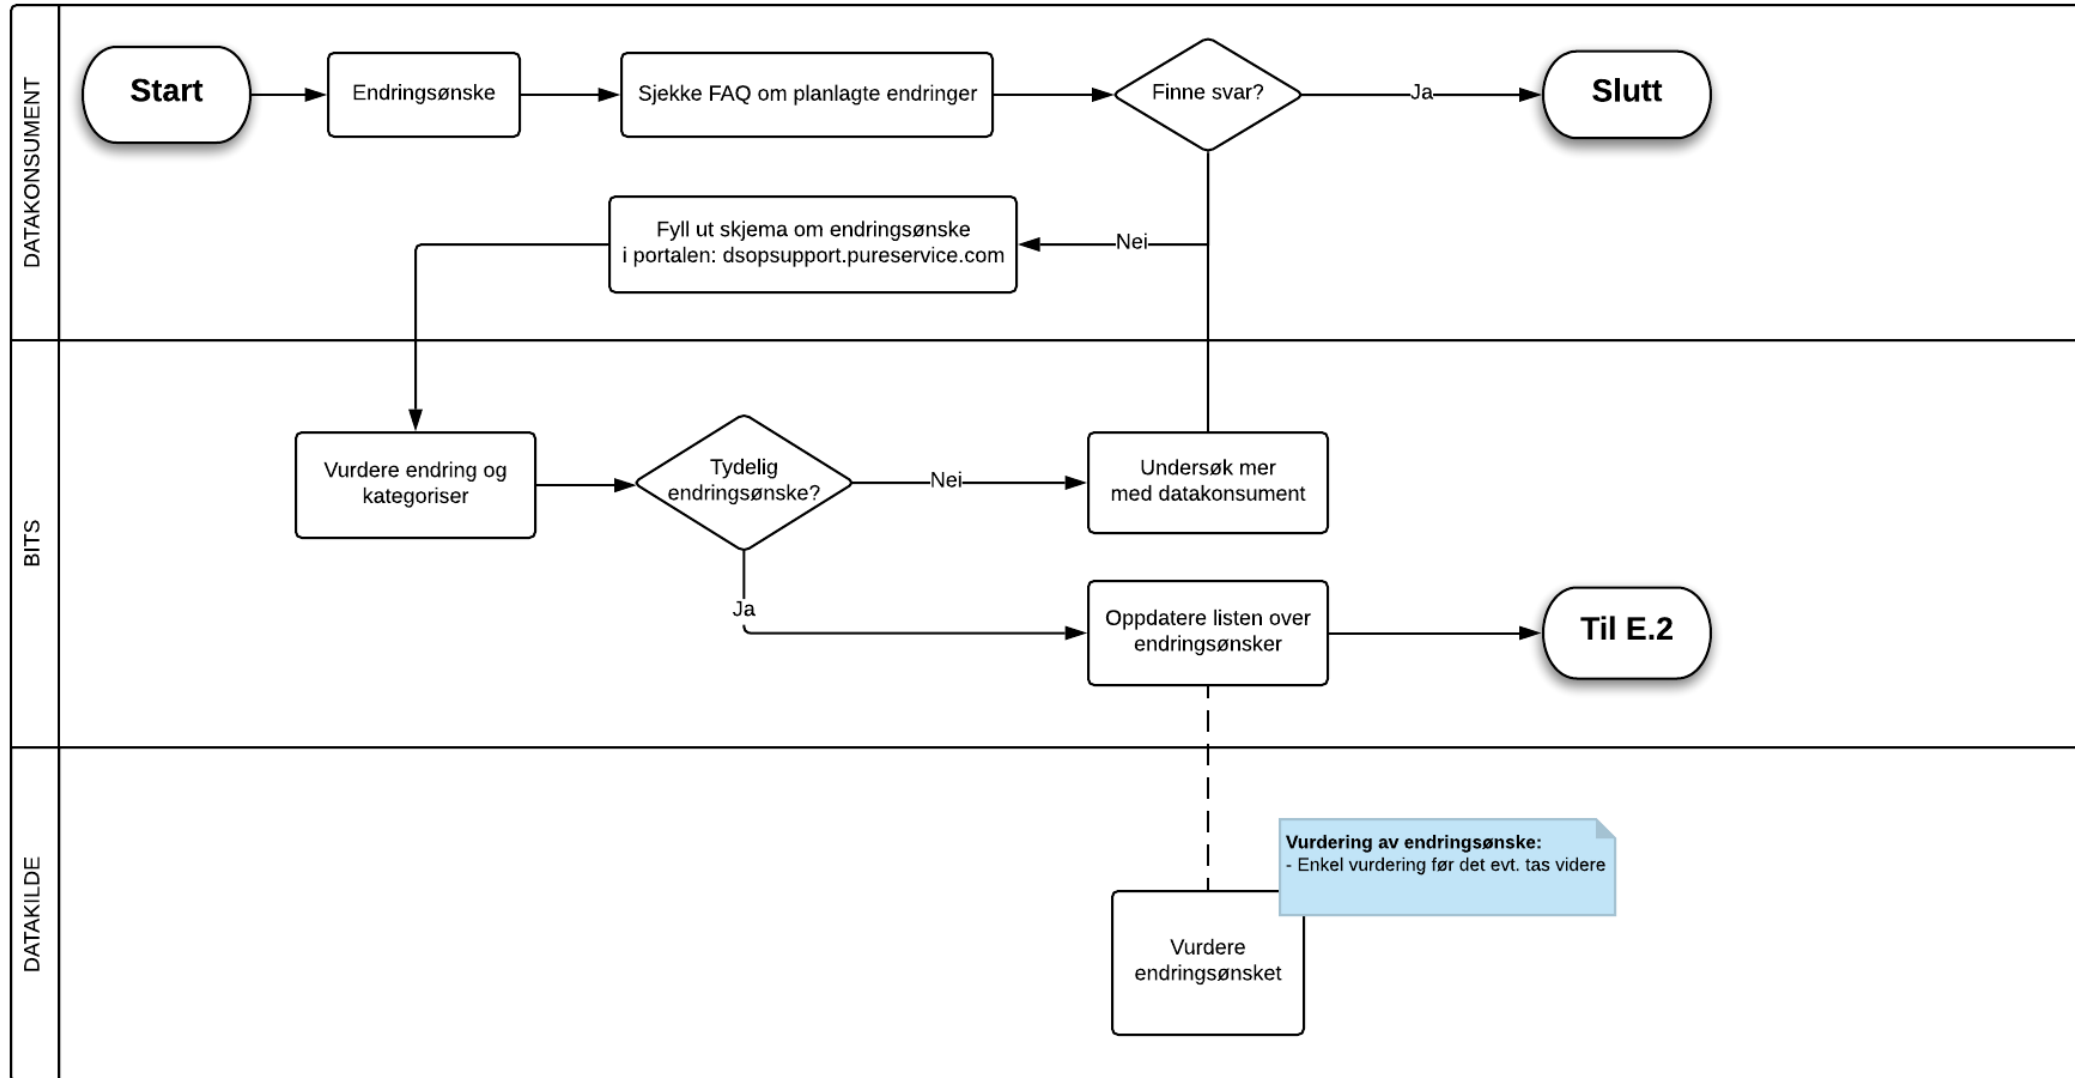 DATAKONSUMENT
Start
Endringsønske
Sjekke FAQ om planlagte endringer
Finne svar?
Ja
Slutt
Fyll ut skjema om endringsønske
i portalen: dsopsupport.pureservice.com
Nei
BITS
Vurdere endring og
kategoriser
Tydelig
endringsønske?
Nei
Undersøk mer
med datakonsument
Ja
Oppdatere listen over
endringsønsker
Til E.2
DATAKILDE
Vurdering av endringsønske:
- Enkel vurdering før det evt. tas videre
Vurdere
endringsønsket